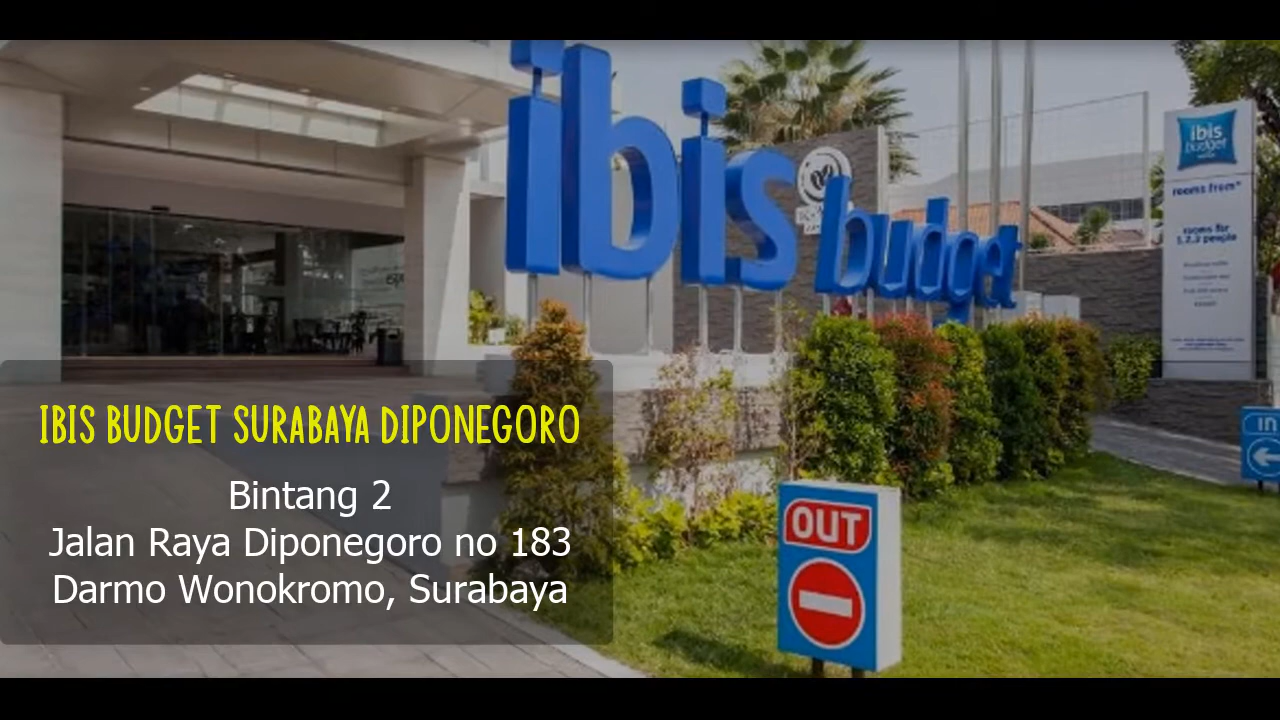 ibis budget
ibis
budget
rooms from*
rooms for
1,2,3 people
IBIS BUDGET SURABAYA DIPONEGORO
Bintang 2
Jalan Raya Diponegoro no 183
Darmo Wonokromo, Surabaya
OUT
IN